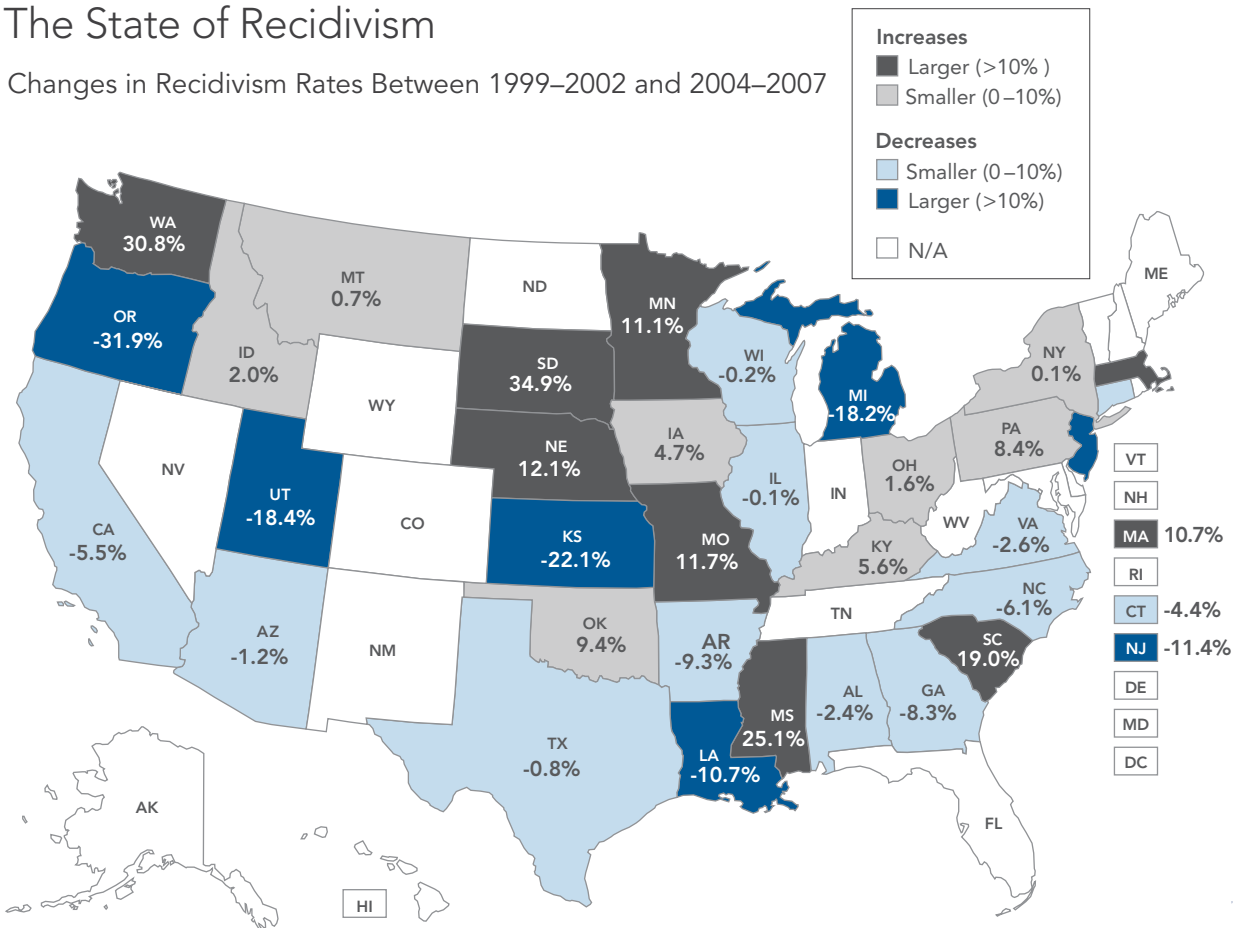 The State of Recidivism
Changes in Recidivism Rates Between 1999–2002 and 2004–2007
Increases
Larger (>10% )
Smaller (0–10%)
Decreases
Smaller (0–10%)
Larger (>10%)
N/A
WA
30.8%
OR
-31.9%
CA
-5.5%
ID
2.0%
NV
MT
0.7%
WY
UT
-18.4%
CO
AZ
-1.2%
NM
ND
SD
34.9%
NE
12.1%
KS
-22.1%
OK
9.4%
TX
-0.8%
MN
11.1%
IA
4.7%
MO
11.7%
AR
-9.3%
LA
-10.7%
WI
-0.2%
IL
-0.1%
MI
-18.2%
IN
OH
1.6%
KY
5.6%
TN
MS
25.1%
AL
-2.4%
GA
-8.3%
FL
SC
19.0%
NC
-6.1%
VA
-2.6%
WV
PA
8.4%
NY
0.1%
ME
VT
NH
MA 10.7%
RI
CT -4.4%
NJ -11.4%
DE
MD
DC
AK
HI